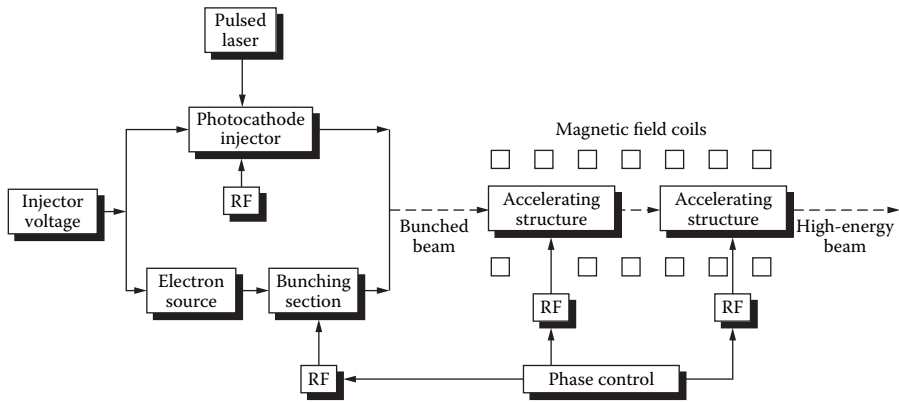 Pulsed
laser
Photocathode
injector
Magnetic field coils
RF
Injector
voltage
Accelerating
structure
Accelerating
structure
Bunched
beam
High-energy
beam
Electron
source
Bunching
section
RF
RF
RF
Phase control